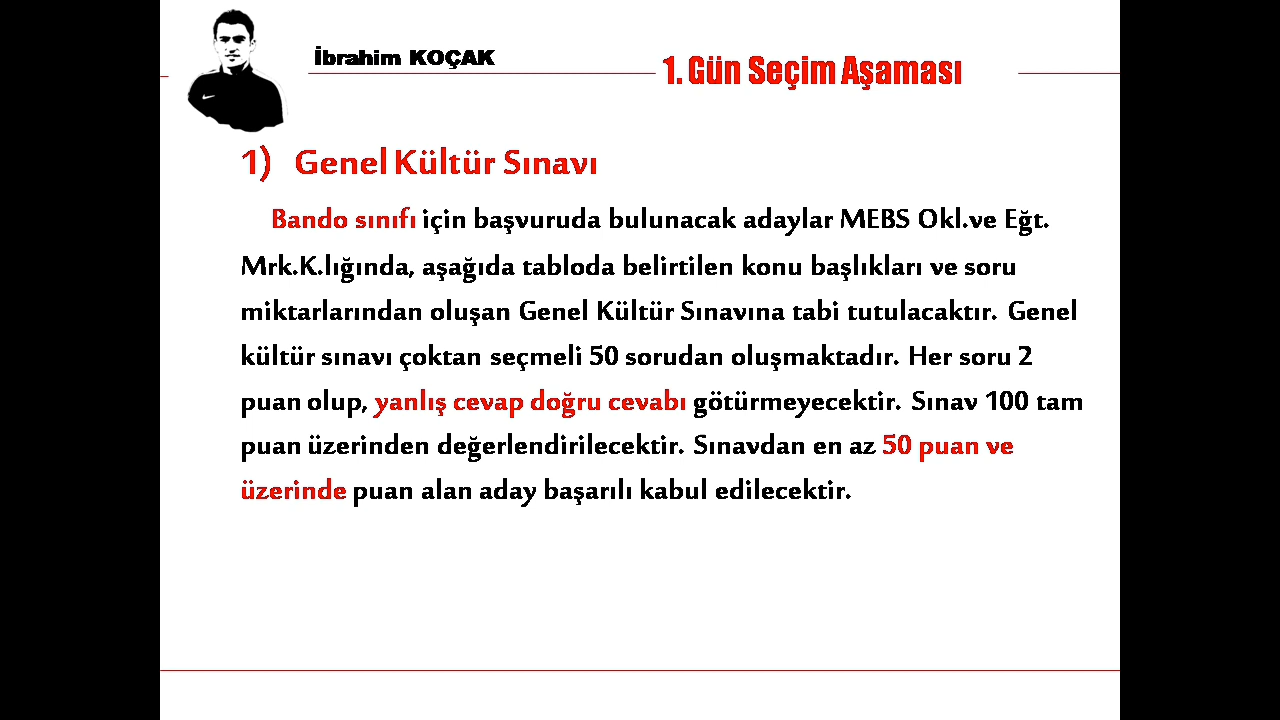 İbrahim KOÇAK
1. Gün Seçim Aşaması
1) Genel Kültür Sınavı
Bando sınıfı için başvuruda bulunacak adaylar MEBS Okl.ve Eğt.
Mrk.K.lığında, aşağıda tabloda belirtilen konu başlıkları ve soru
miktarlarından oluşan Genel Kültür Sınavına tabi tutulacaktır. Genel
kültür sınavı çoktan seçmeli 50 sorudan oluşmaktadır. Her soru 2
puan olup, yanlış cevap doğru cevabı götürmeyecektir. Sınav 100 tam
puan üzerinden değerlendirilecektir. Sınavdan en az 50 puan ve
üzerinde puan alan aday başarılı kabul edilecektir.